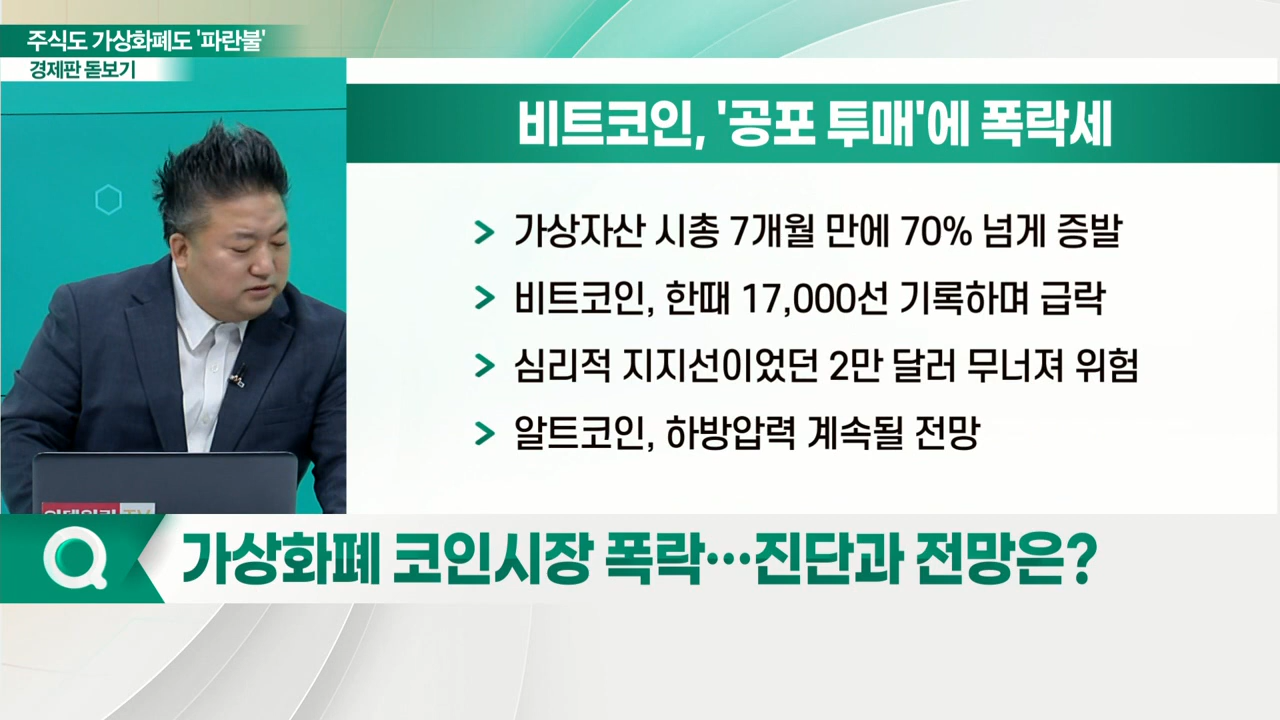 주식도 가상화폐도 '파란불'
경제판 돋보기
비트코인, '공포 투매'에 폭락세
> 가상자산 시총 7개월 만에 70% 넘게 증발
> 비트코인, 한때 17,000선 기록하며 급락
> 심리적 지지선이었던 2만 달러 무너져 위험
> 알트코인, 하방압력 계속될 전망
이데일리 TV
Q 가상화폐 코인시장 폭락…진단과 전망은?